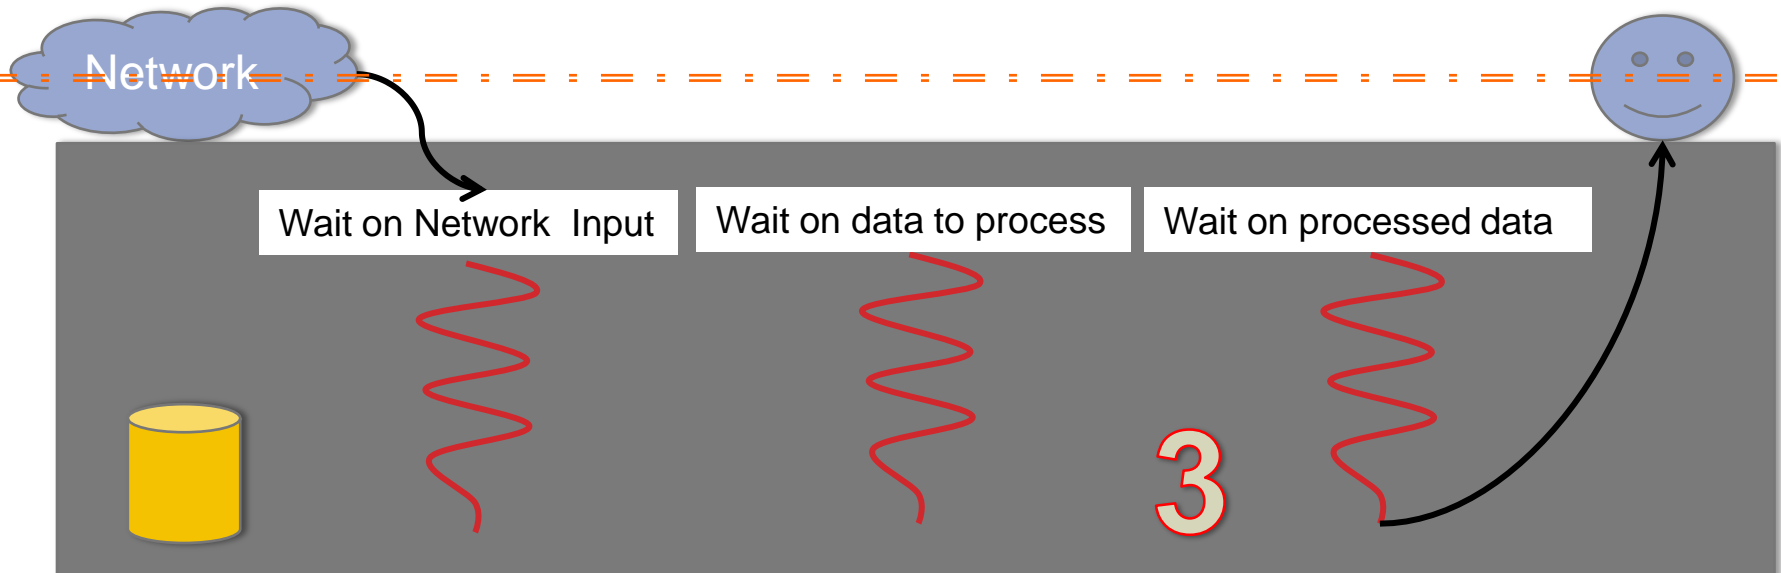 Network
Wait on Network  Input
Wait on data to process
Wait on processed data
3